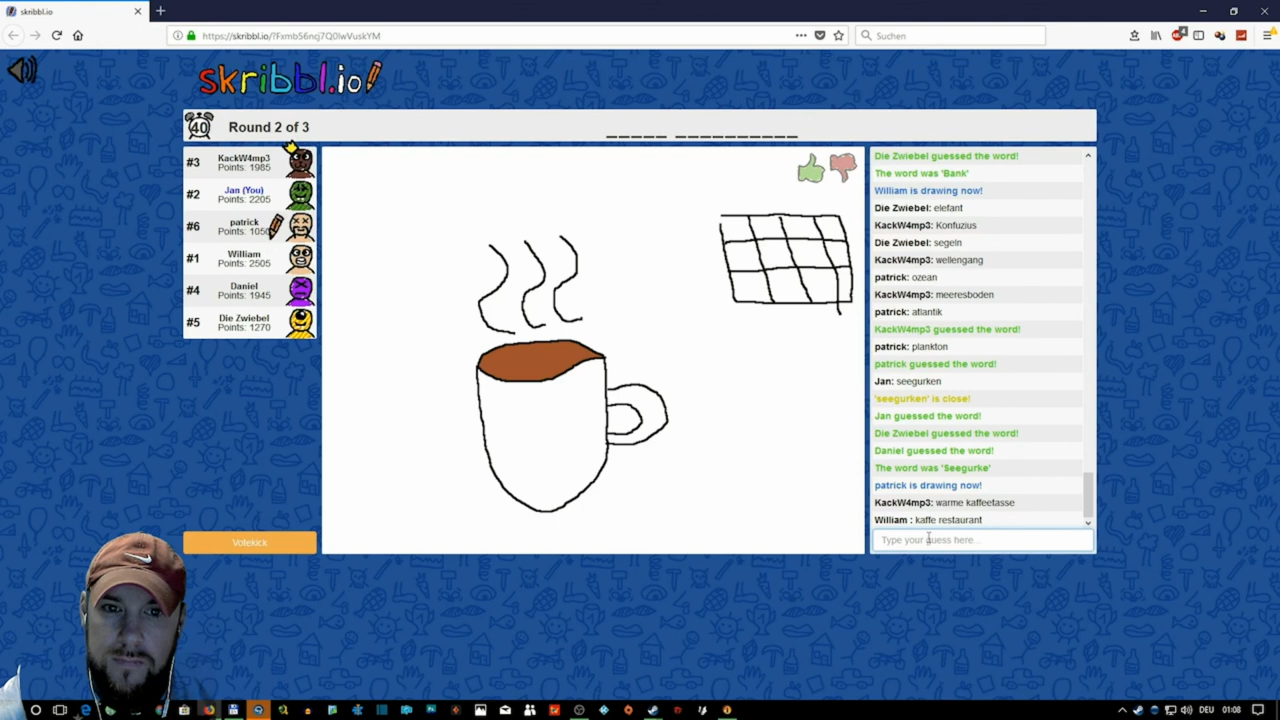 skribbl.io
https://skribbl.io/?Fxmb56ncj7Q0lwVuskYM
Suchen
skribbl.io
40
Round 2 of 3
_____ __________
#3 KackW4mp3
Points: 1985
#2 Jan (You)
Points: 2205
#6 patrick
Points: 1050
#1 William
Points: 2505
#4 Daniel
Points: 1945
#5 Die Zwiebel
Points: 1270
Votekick
Die Zwiebel guessed the word!
The word was 'Bank'
William is drawing now!
Die Zwiebel: elefant
KackW4mp3: Konfuzius
Die Zwiebel: segeln
KackW4mp3: wellengang
patrick: ozean
KackW4mp3: meeresboden
patrick: atlantik
KackW4mp3 guessed the word!
patrick: plankton
patrick guessed the word!
Jan: seegurken
'seegurken' is close!
Jan guessed the word!
Die Zwiebel guessed the word!
Daniel guessed the word!
The word was 'Seegurke'
patrick is drawing now!
KackW4mp3: warme kaffeetasse
William : kaffe restaurant
Type your guess here...
DEU 01:08